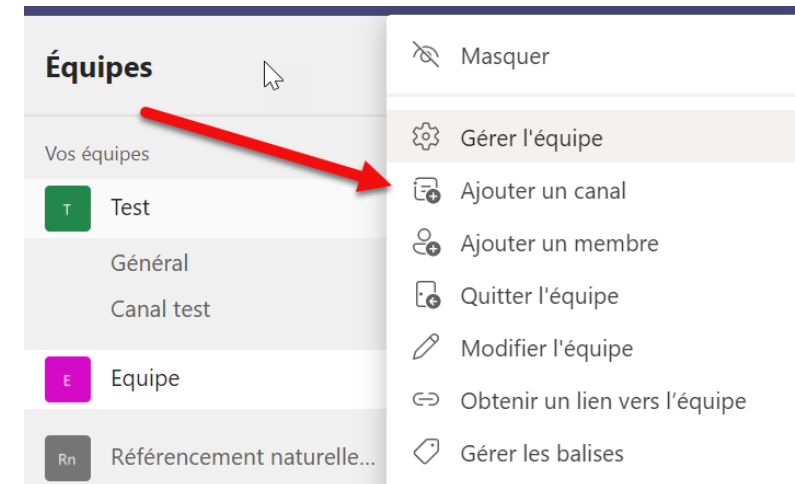 Équipes
Vos équipes
T
Test
Général
Canal test
E
Equipe
Rn
Référencement naturelle...
Masquer
Gérer l'équipe
Ajouter un canal
Ajouter un membre
Quitter l'équipe
Modifier l'équipe
Obtenir un lien vers l’équipe
Gérer les balises